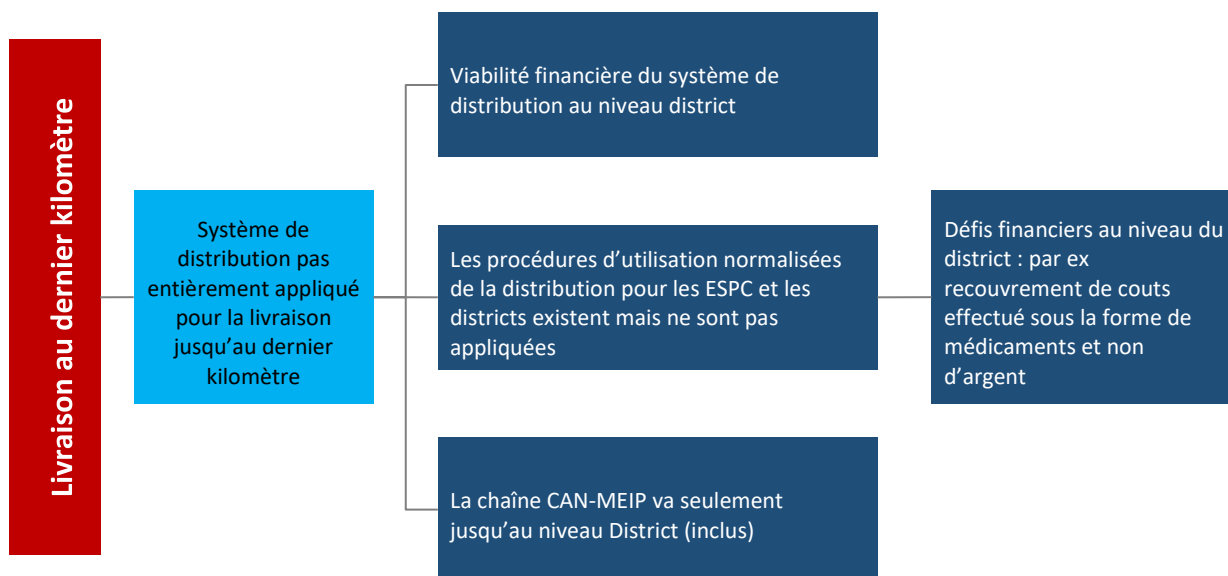 Livraison au dernier kilomètre
Système de
distribution pas
entièrement appliqué
pour la livraison
jusqu'au dernier
kilomètre
Viabilité financière du système de
distribution au niveau district
Les procédures d'utilisation normalisées
de la distribution pour les ESPC et les
districts existent mais ne sont pas
appliquées
La chaîne CAN-MEIP va seulement
jusqu'au niveau District (inclus)
Défis financiers au niveau du
district : par ex
recouvrement de couts
effectué sous la forme de
médicaments et non
d'argent